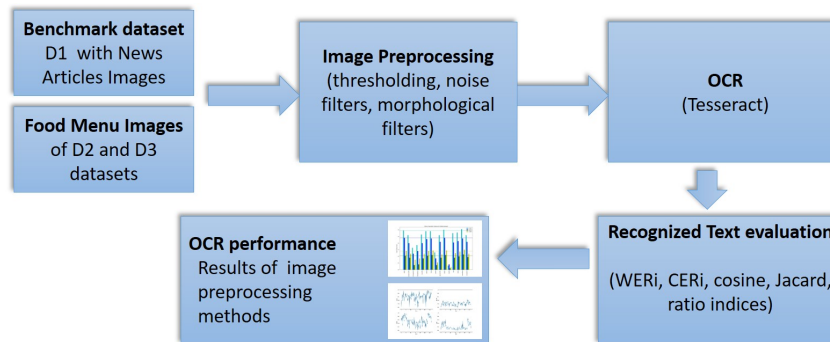 Benchmark dataset
D1 with News
Articles Images
Food Menu Images
of D2 and D3
datasets
Image Preprocessing
(thresholding, noise
filters, morphological
filters)
OCR
(Tesseract)
Recognized Text evaluation
(WERi, CERi, cosine, Jacard,
ratio indices)
OCR performance
Results of image
preprocessing
methods